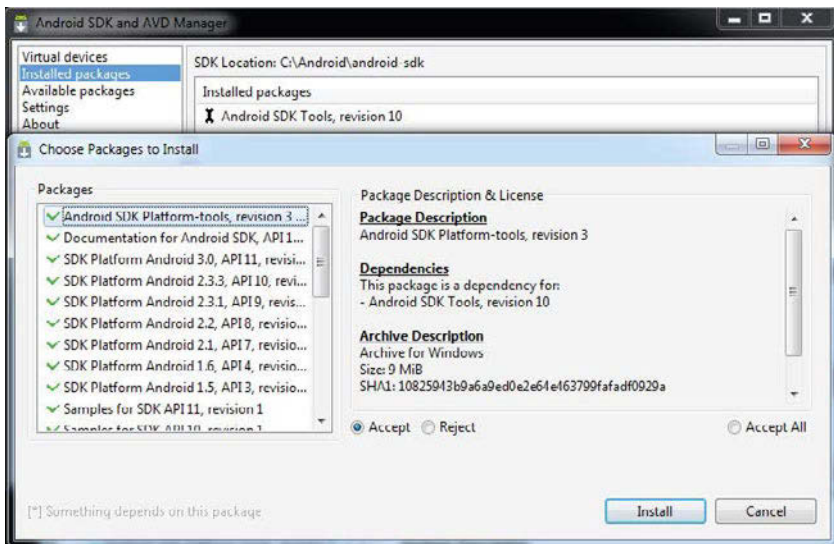 Android SDK and AVD Manager
Virtual devices
Installed packages
Available packages
Settings
About
SDK Location: C:\Android\android-sdk
Installed packages
Android SDK Tools, revision 10
Choose Packages to Install
Packages
Android SDK Platform-tools, revision 3 ...
Documentation for Android SDK, API 1...
SDK Platform Android 3.0, API 11, revisi...
SDK Platform Android 2.3.3, API 10, revi...
SDK Platform Android 2.3.1, API 9, revis...
SDK Platform Android 2.2, API 8, revisio...
SDK Platform Android 2.1, API 7, revisio...
SDK Platform Android 1.6, API 4, revisio...
SDK Platform Android 1.5, API 3, revisio...
Samples for SDK API 11, revision 1
Samples for SDK API 10, revision 1
Package Description & License
Package Description
Android SDK Platform-tools, revision 3
Dependencies
This package is a dependency for:
- Android SDK Tools, revision 10
Archive Description
Archive for Windows
Size: 9 MiB
SHA1: 10825943b9a6a9ed0e2e64e463799fafadf0929a
Accept
Reject
Accept All
[*] Something depends on this package
Install
Cancel